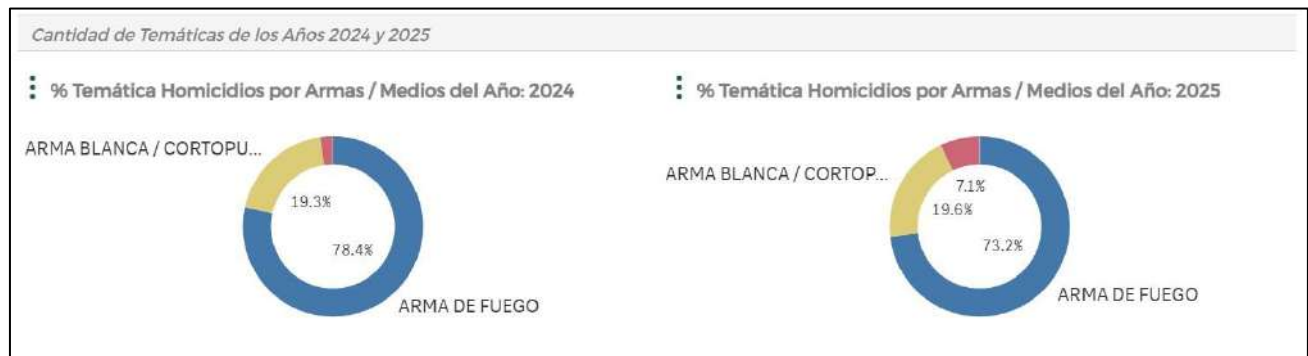 Cantidad de Temáticas de los Años 2024 y 2025
% Temática Homicidios por Armas / Medios del Año: 2024
ARMA BLANCA / CORTOPU...
19.3%
78.4%
ARMA DE FUEGO
% Temática Homicidios por Armas / Medios del Año: 2025
ARMA BLANCA / CORTOP...
7.1%
19.6%
73.2%
ARMA DE FUEGO